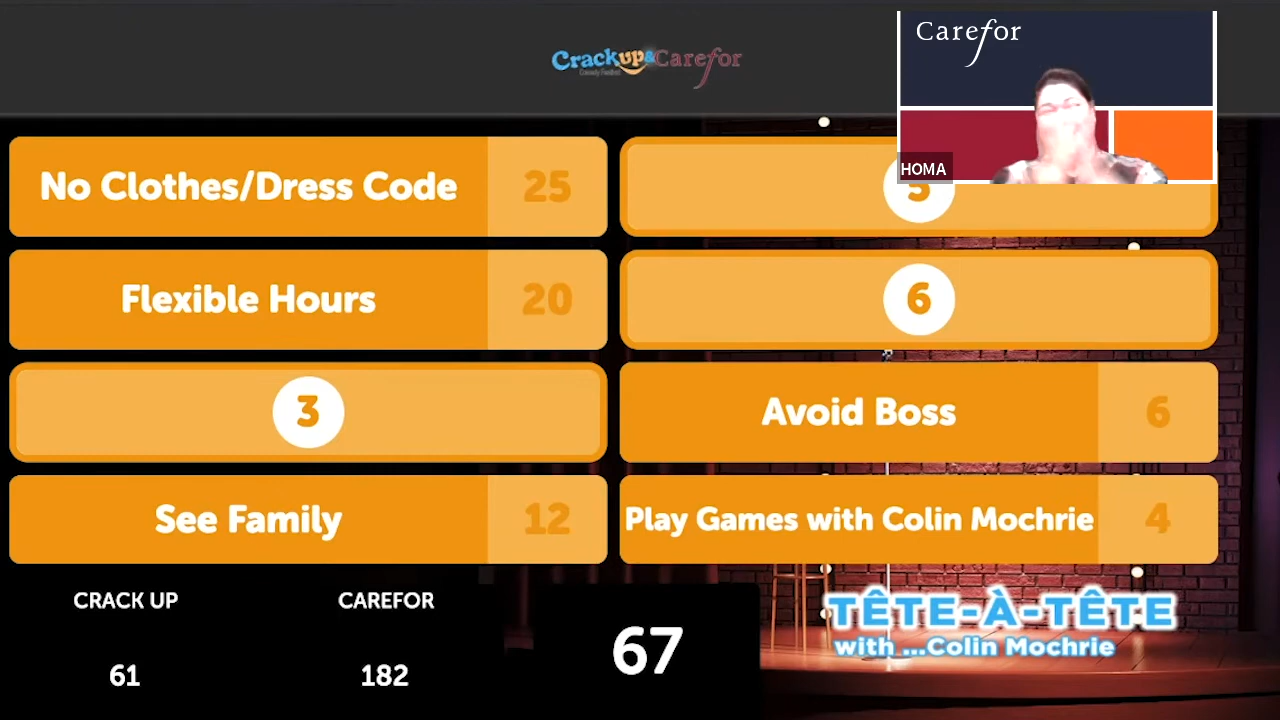 Crackup&Carefor
Comedy Festival
Carefor
HOMA
No Clothes/Dress Code 25
5
Flexible Hours 20
6
3
Avoid Boss 6
See Family 12
Play Games with Colin Mochrie 4
CRACK UP
CAREFOR
61
182
67
TÊTE-À-TÊTE
with ...Colin Mochrie